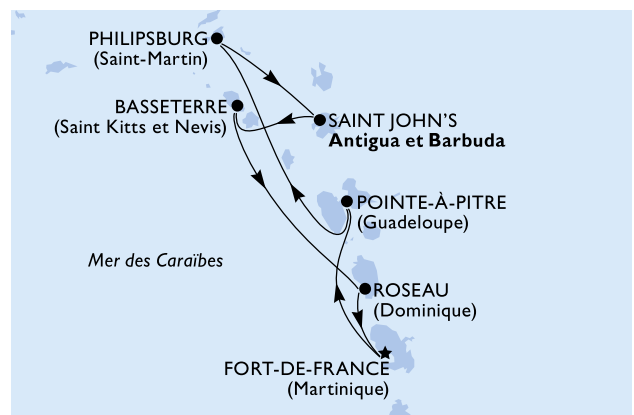 PHILIPSBURG
(Saint-Martin)
BASSETERRE
(Saint Kitts et Nevis)
SAINT JOHN'S
Antigua et Barbuda
POINTE-À-PITRE
(Guadeloupe)
Mer des Caraïbes
ROSEAU
(Dominique)
FORT-DE-FRANCE
(Martinique)